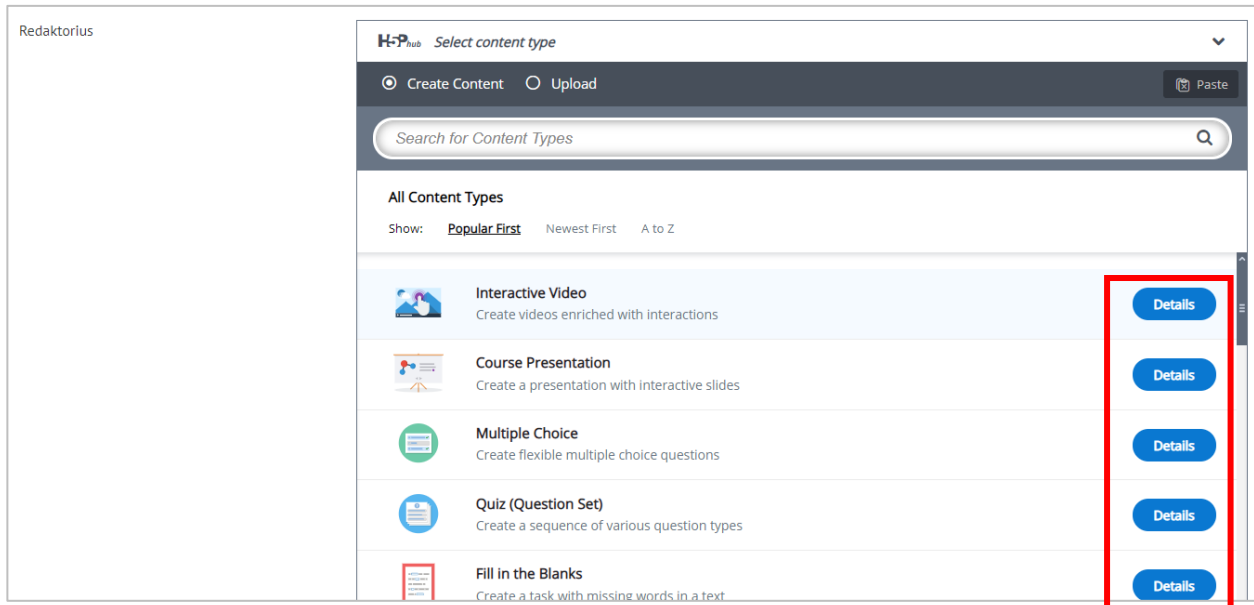 Redaktorius
H5P hub Select content type
Create Content Upload Paste
Search for Content Types
All Content Types
Show: Popular First Newest First A to Z
Interactive Video
Create videos enriched with interactions
Details
Course Presentation
Create a presentation with interactive slides
Details
Multiple Choice
Create flexible multiple choice questions
Details
Quiz (Question Set)
Create a sequence of various question types
Details
Fill in the Blanks
Create a task with missing words in a text
Details